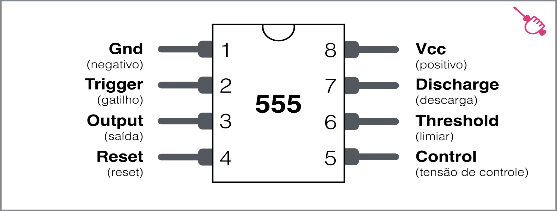 Gnd
(negativo)
1
8
Vcc
(positivo)
Trigger
(gatilho)
2
7
Discharge
(descarga)
555
Output
(saída)
3
6
Threshold
(limiar)
Reset
(reset)
4
5
Control
(tensão de controle)